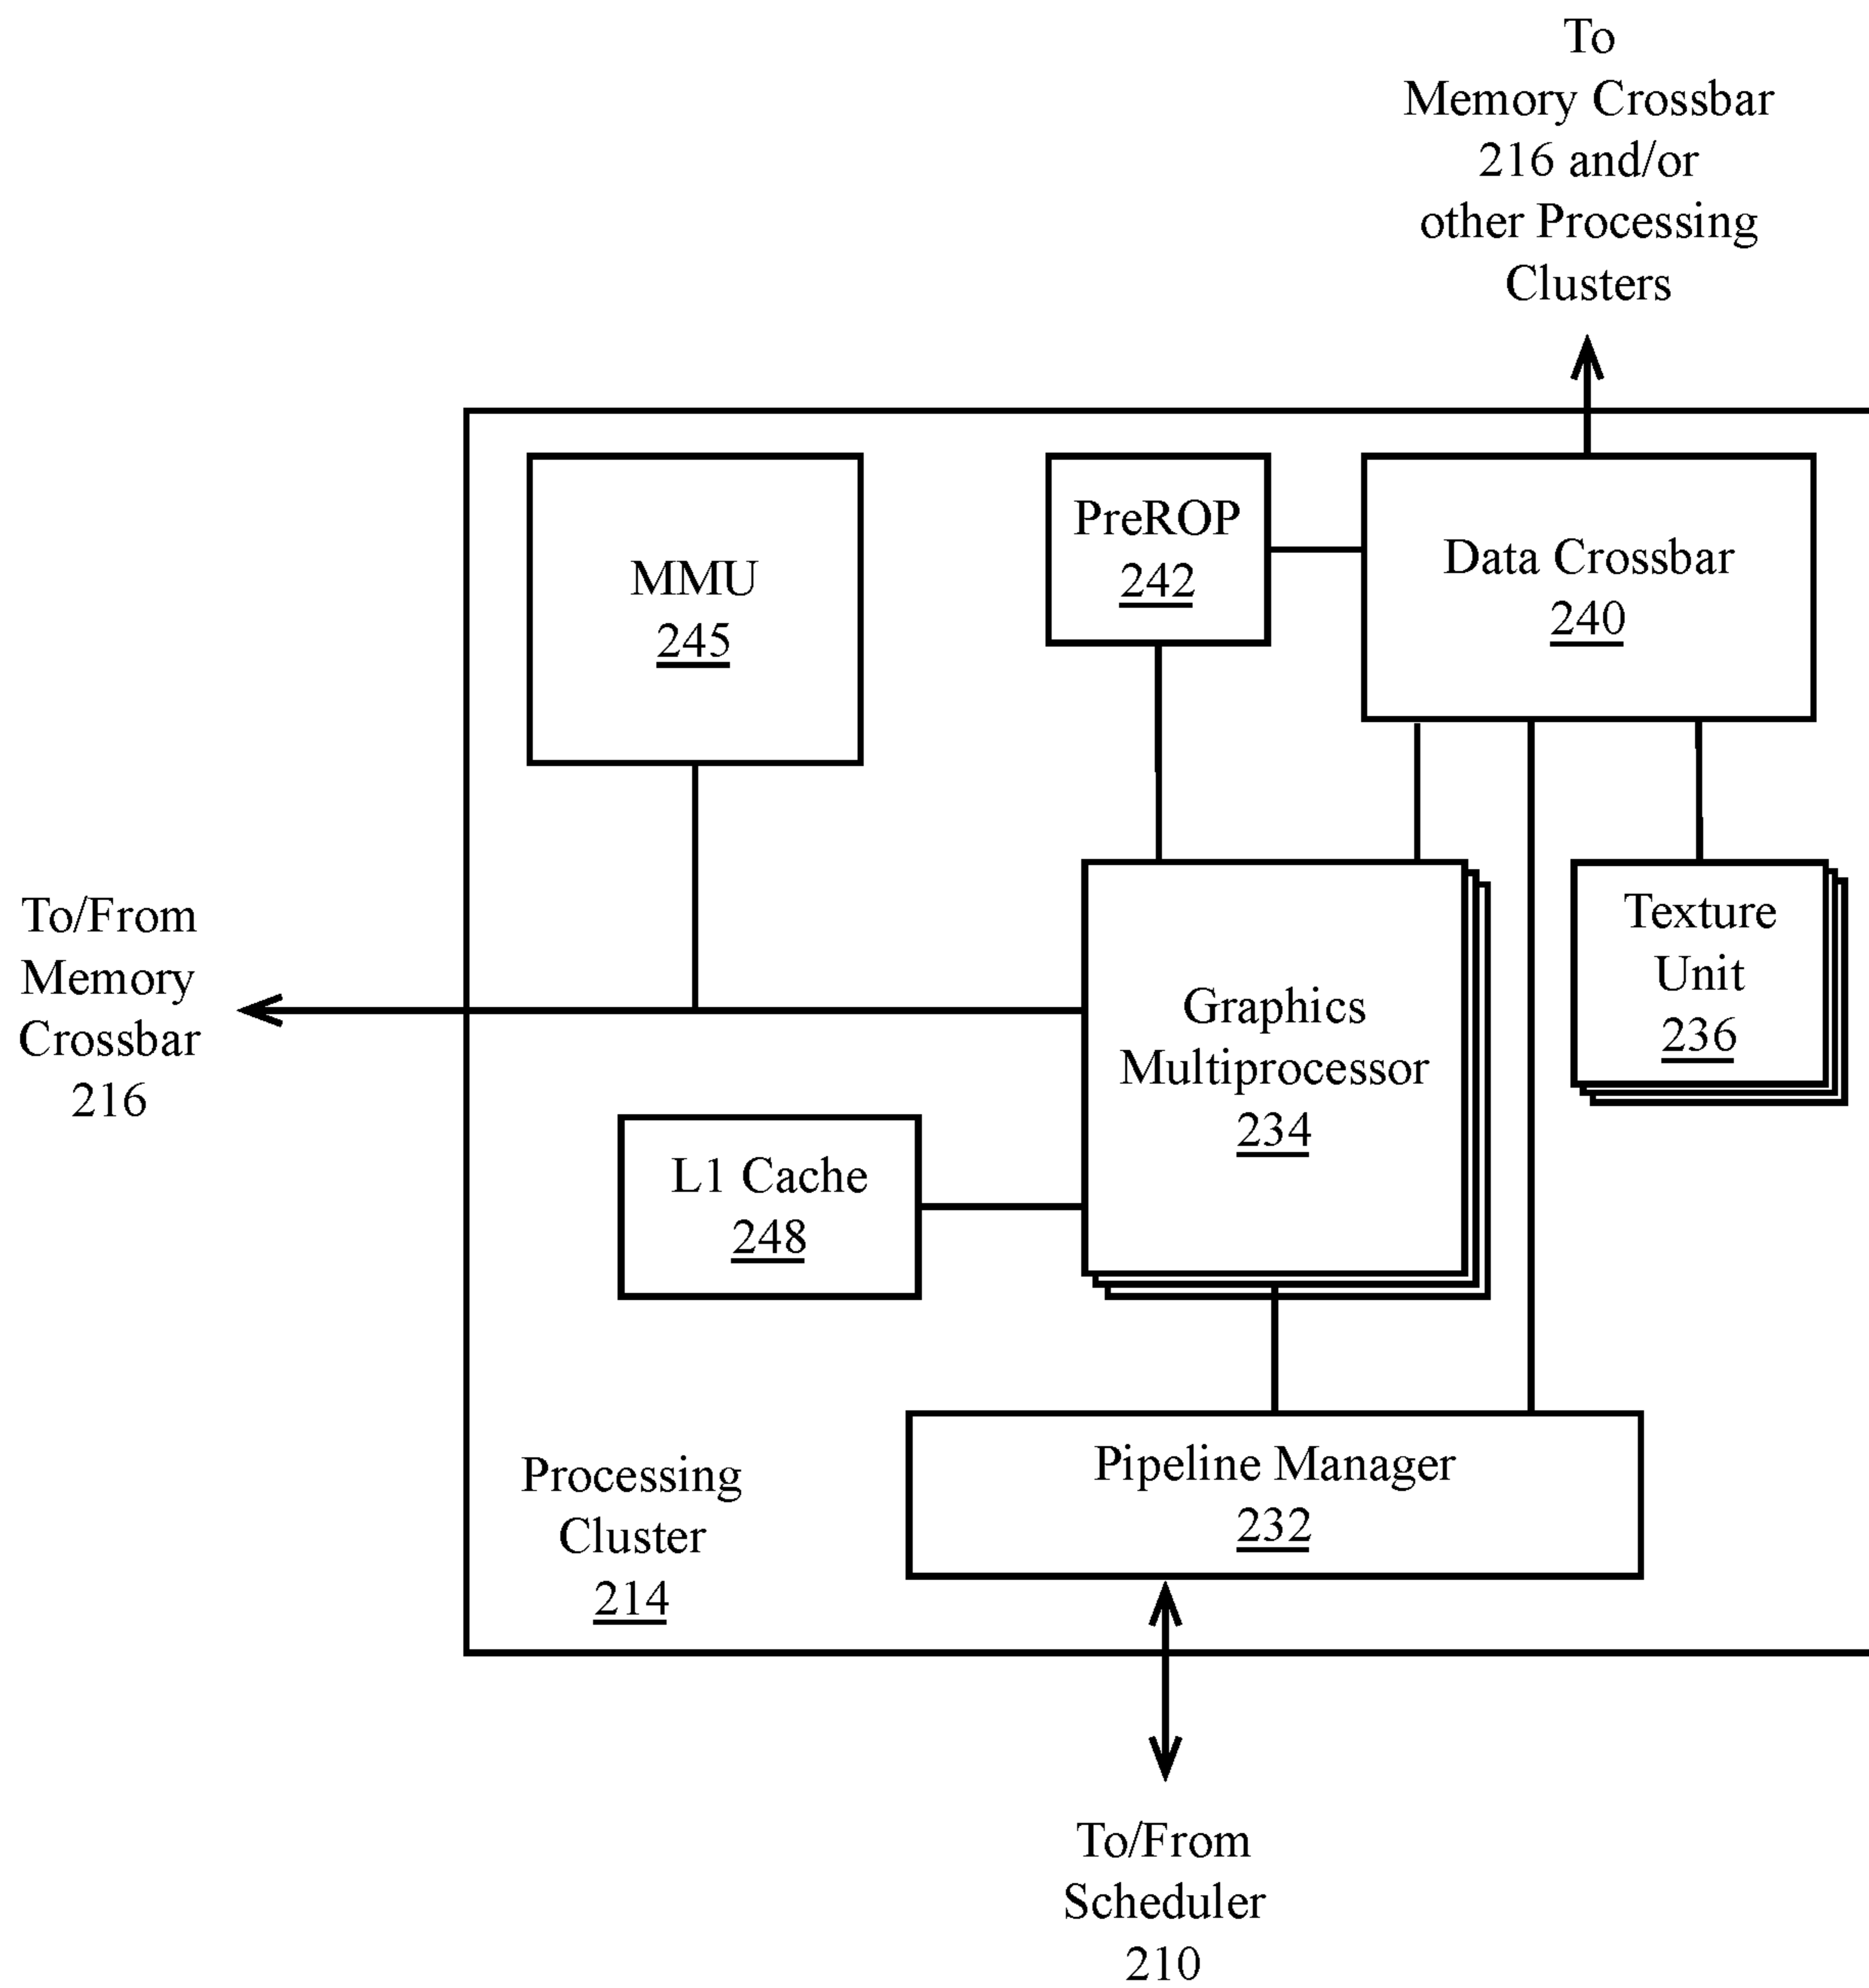 To
Memory Crossbar
216 and/or
other Processing
Clusters
MMU
245
PreROP
242
Data Crossbar
240
To/From
Memory
Crossbar
216
Graphics
Multiprocessor
234
Texture
Unit
236
L1 Cache
248
Processing
Cluster
214
Pipeline Manager
232
To/From
Scheduler
210